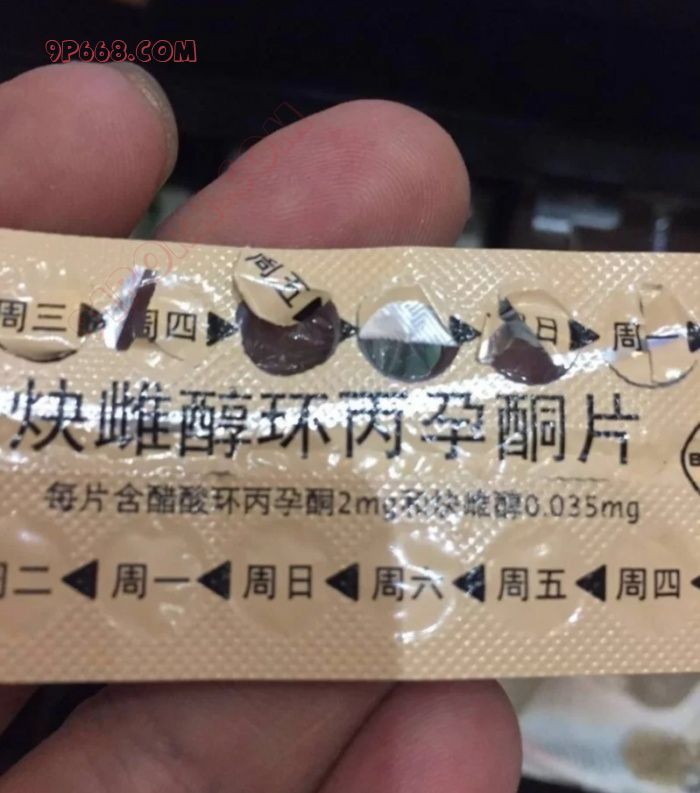 9P668.COM
周三 周四 周五 日 周一
炔雌醇环丙孕酮片
每片含醋酸环丙孕酮2mg和炔雌醇0.035mg
周二 周一 周日 周六 周五 周四